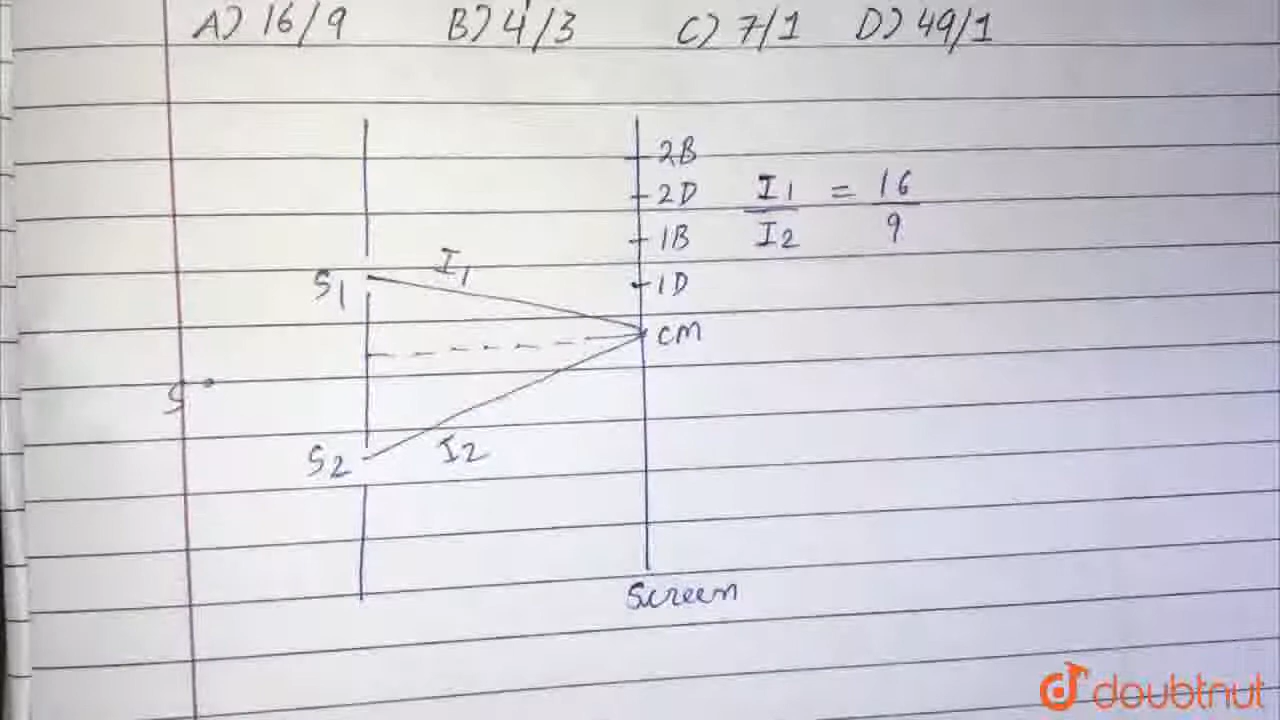 A) 16/9 B) 4/3 C) 7/1 D) 49/1
2B
2D I1/I2 = 16/9
1B
1D
S1 I1
CM
S
S2 I2
Screen
doubtnut